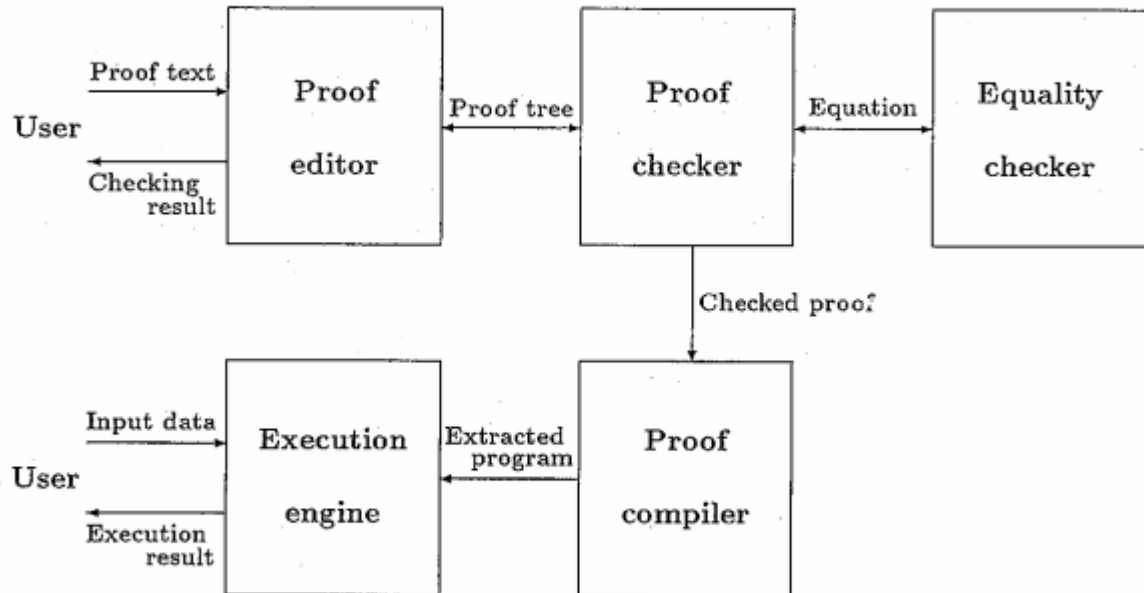 Proof text
User
Checking
result
Proof
editor
Proof tree
Proof
checker
Equation
Equality
checker
Checked proof
Input data
User
Execution
result
Execution
engine
Extracted
program
Proof
compiler